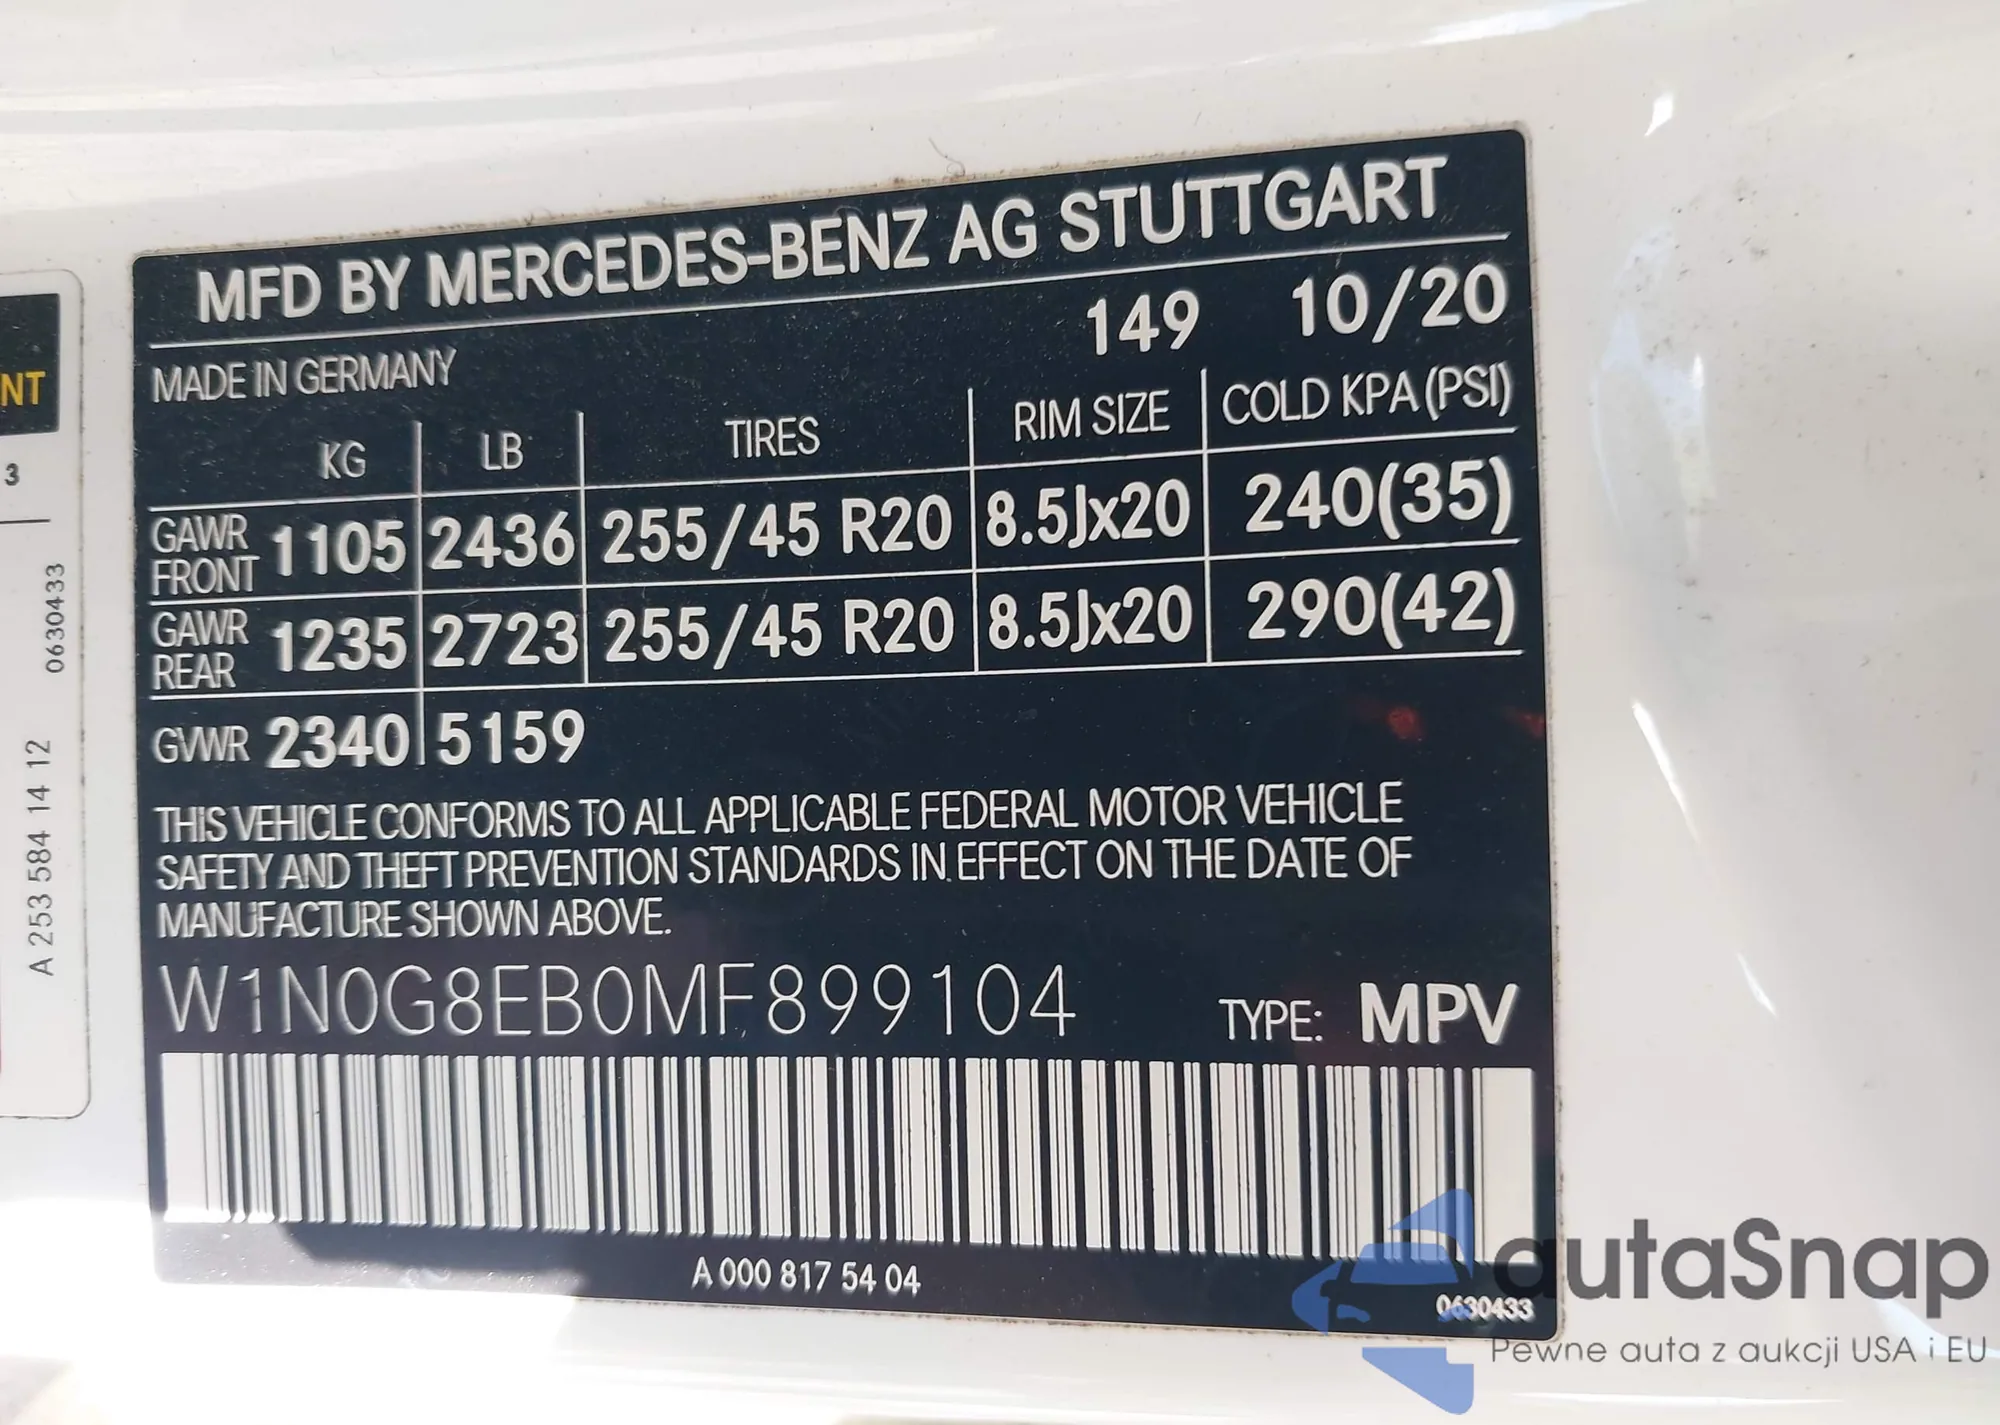 MFD BY MERCEDES-BENZ AG STUTTGART
149 10/20
MADE IN GERMANY
KG LB TIRES RIM SIZE COLD KPA (PSI)
GAWR FRONT 1105 2436 255/45 R20 8.5Jx20 240(35)
GAWR REAR 1235 2723 255/45 R20 8.5Jx20 290(42)
GVWR 2340 5159
THIS VEHICLE CONFORMS TO ALL APPLICABLE FEDERAL MOTOR VEHICLE
SAFETY AND THEFT PREVENTION STANDARDS IN EFFECT ON THE DATE OF
MANUFACTURE SHOWN ABOVE.
W1N0G8EB0MF899104 TYPE: MPV
A 000 817 54 04
0630433
NT
3
A 253 584 14 12 0630433
autaSnap
Pewne auta z aukcji USA i EU